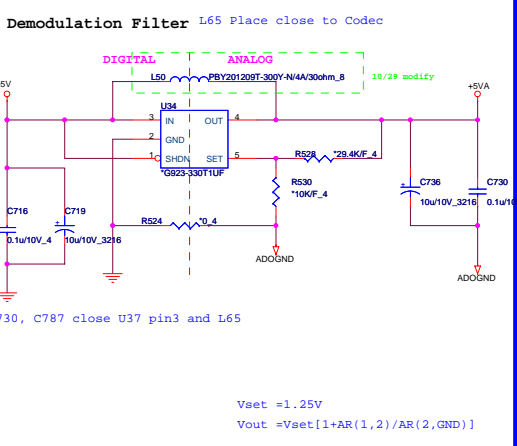 Demodulation Filter L65 Place close to Codec
DIGITAL ANALOG
L50 PBY201209T-300Y-N/4A/30ohm_8
10/29 modify
5V
+5VA
U34
3 IN OUT 4
2 GND
1 SHDN SET 5
*G923-330T1UF
R528 *29.4K/F_4
R530
*10K/F_4
C736
10u/10V_3216
C730
0.1u/10
C716
0.1u/10V_4
C719
10u/10V_3216
R524 *0_4
ADOGND
ADOGND
730, C787 close U37 pin3 and L65
Vset =1.25V
Vout =Vset[1+AR(1,2)/AR(2,GND)]